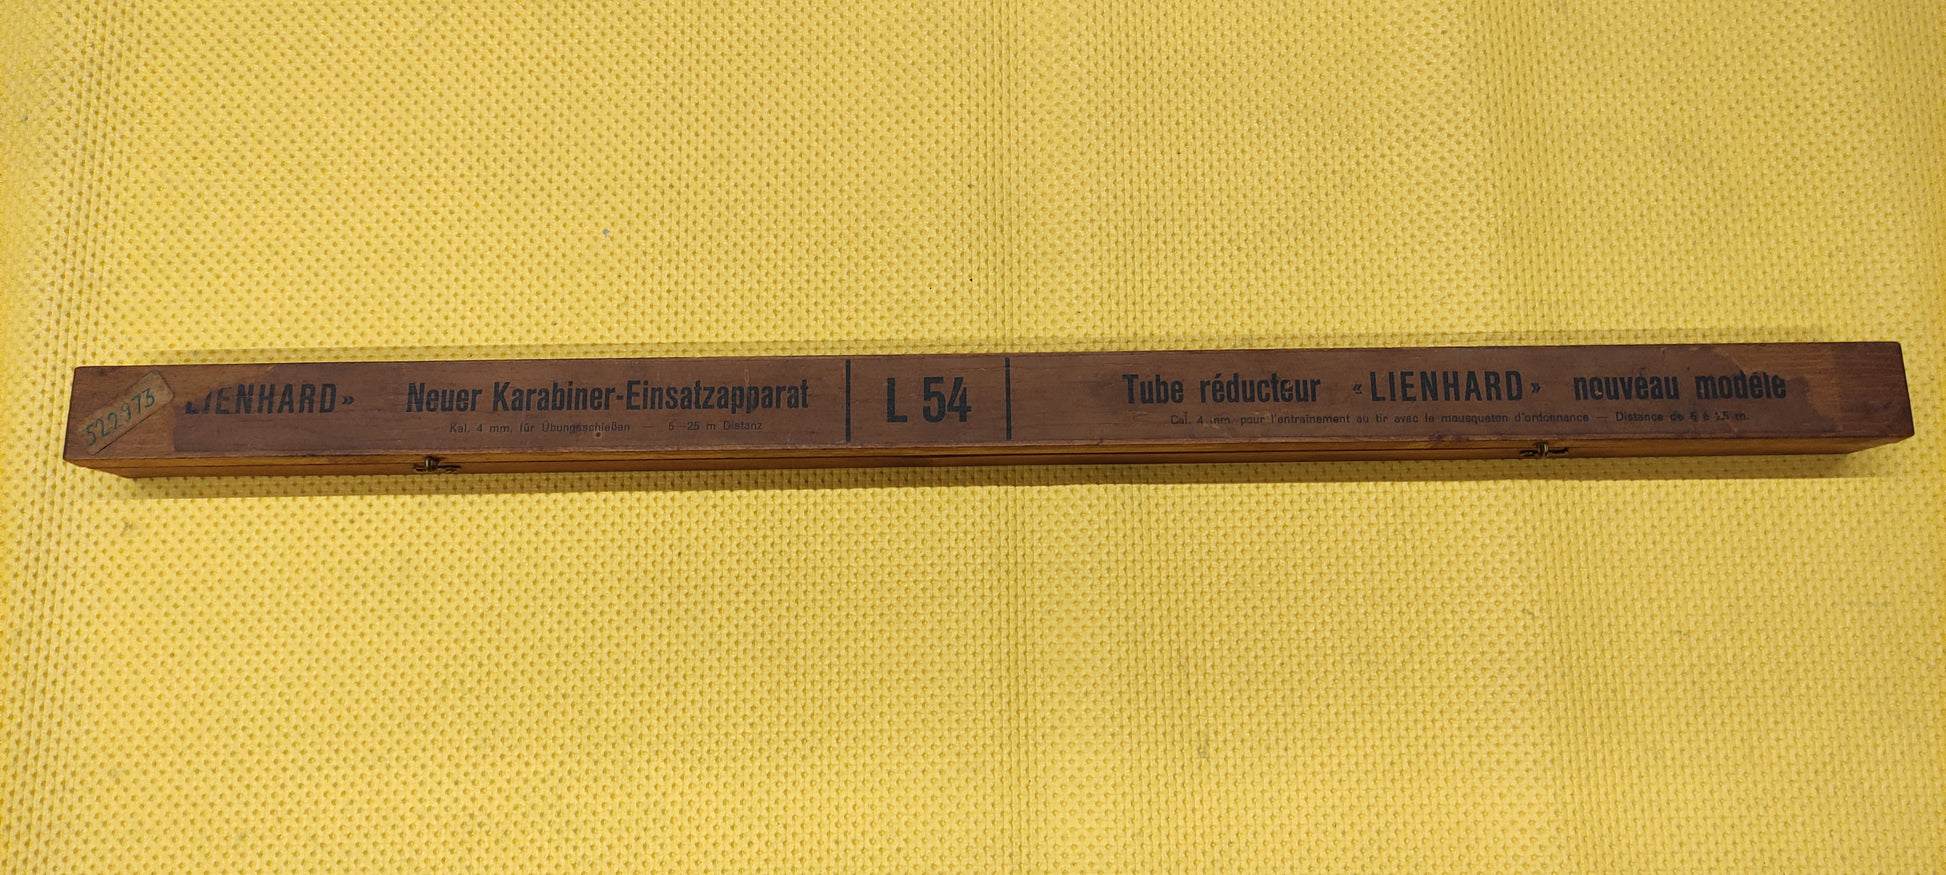 522973
LIENHARD» Neuer Karabiner-Einsatzapparat
Kal. 4 mm. für Übungsschießen — 5–25 m Distanz
L 54
Tube réducteur «LIENHARD» nouveau modèle
Cal. 4 mm. pour l'entraînement au tir avec le mousqueton d'ordonnance — Distance de 5 à 25 m.